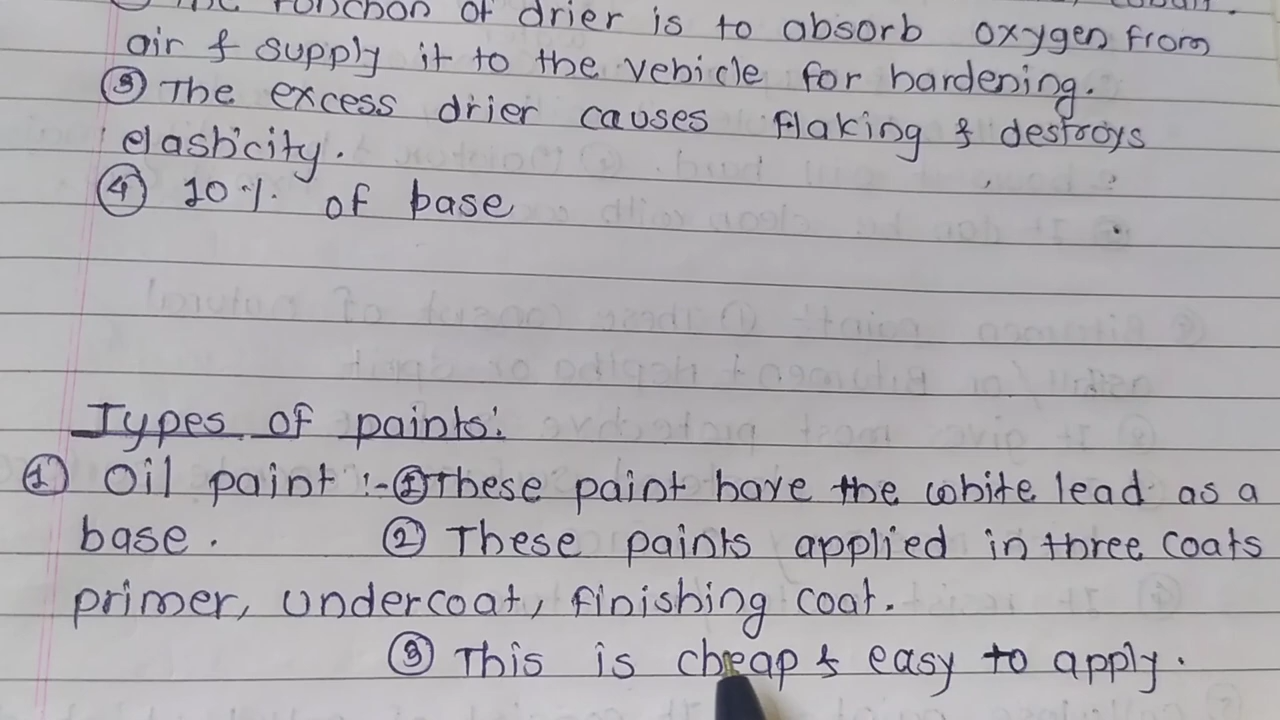 The function of drier is to absorb oxygen from
air & supply it to the vehicle for hardening.
③ The excess drier causes flaking & destroys
elasticity.
④ 10% of base
Types of paints:
① Oil paint :- ① These paint have the white lead as a
base. ② These paints applied in three coats
primer, undercoat, finishing coat.
③ This is cheap & easy to apply.